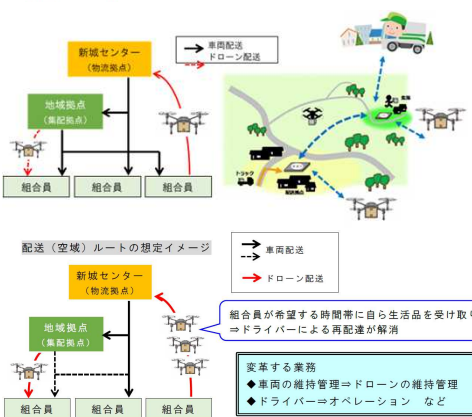 新城センター
(物流拠点)
車両配送
ドローン配送
地域拠点
(集配拠点)
組合員
組合員
組合員
トラック
配送（空域）ルートの想定イメージ
車両配送
ドローン配送
新城センター
(物流拠点)
地域拠点
(集配拠点)
組合員
組合員
組合員
組合員が希望する時間帯に自ら生活品を受け取り
⇒ドライバーによる再配達が解消
変革する業務
◆車両の維持管理⇒ドローンの維持管理
◆ドライバー⇒オペレーション　など